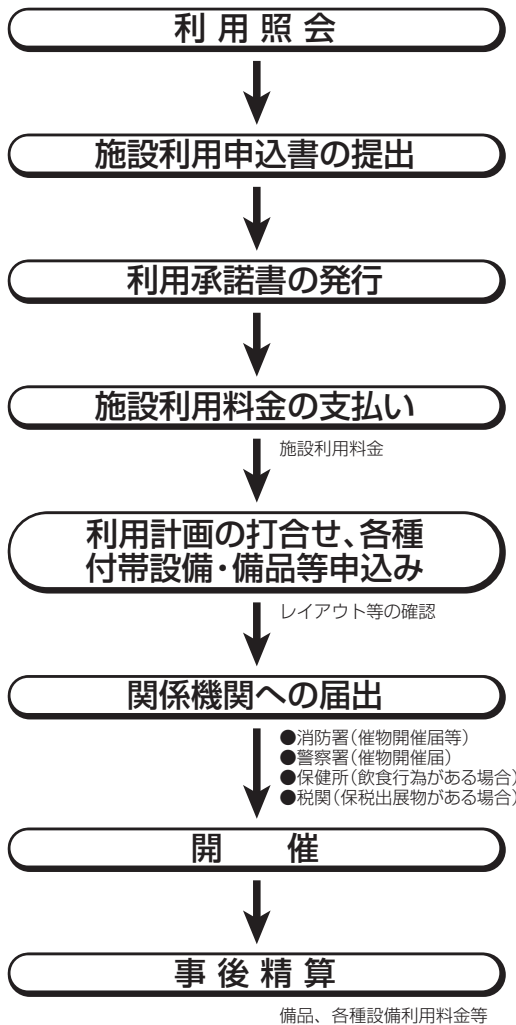 利用照会
施設利用申込書の提出
利用承諾書の発行
施設利用料金の支払い
施設利用料金
利用計画の打合せ、各種
付帯設備・備品等申込み
レイアウト等の確認
関係機関への届出
●消防署(催物開催届等)
●警察署(催物開催届)
●保健所(飲食行為がある場合)
●税関(保税出展物がある場合)
開　催
事後精算
備品、各種設備利用料金等